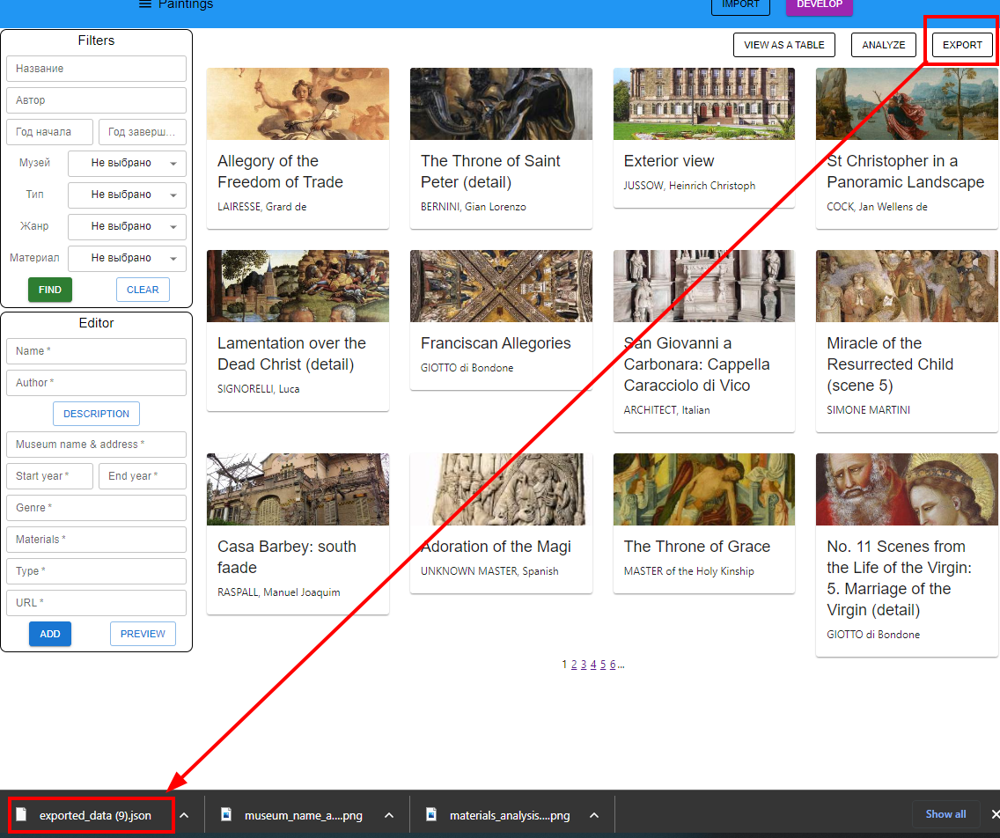 Paintings
IMPORT
DEVELOP
VIEW AS A TABLE
ANALYZE
EXPORT
Filters
Название
Автор
Год начала
Год заверш...
Музей
Не выбрано
Тип
Не выбрано
Жанр
Не выбрано
Материал
Не выбрано
FIND
CLEAR
Editor
Name *
Author *
DESCRIPTION
Museum name & address *
Start year *
End year *
Genre *
Materials *
Type *
URL *
ADD
PREVIEW
Allegory of the
Freedom of Trade
LAIRESSE, Grard de
The Throne of Saint
Peter (detail)
BERNINI, Gian Lorenzo
Exterior view
JUSSOW, Heinrich Christoph
St Christopher in a
Panoramic Landscape
COCK, Jan Wellens de
Lamentation over the
Dead Christ (detail)
SIGNORELLI, Luca
Franciscan Allegories
GIOTTO di Bondone
San Giovanni a
Carbonara: Cappella
Caracciolo di Vico
ARCHITECT, Italian
Miracle of the
Resurrected Child
(scene 5)
SIMONE MARTINI
Casa Barbey: south
faade
RASPALL, Manuel Joaquim
Adoration of the Magi
UNKNOWN MASTER, Spanish
The Throne of Grace
MASTER of the Holy Kinship
No. 11 Scenes from
the Life of the Virgin:
5. Marriage of the
Virgin (detail)
GIOTTO di Bondone
1 2 3 4 5 6 ...
exported_data (9).json
museum_name_a....png
materials_analysis....png
Show all